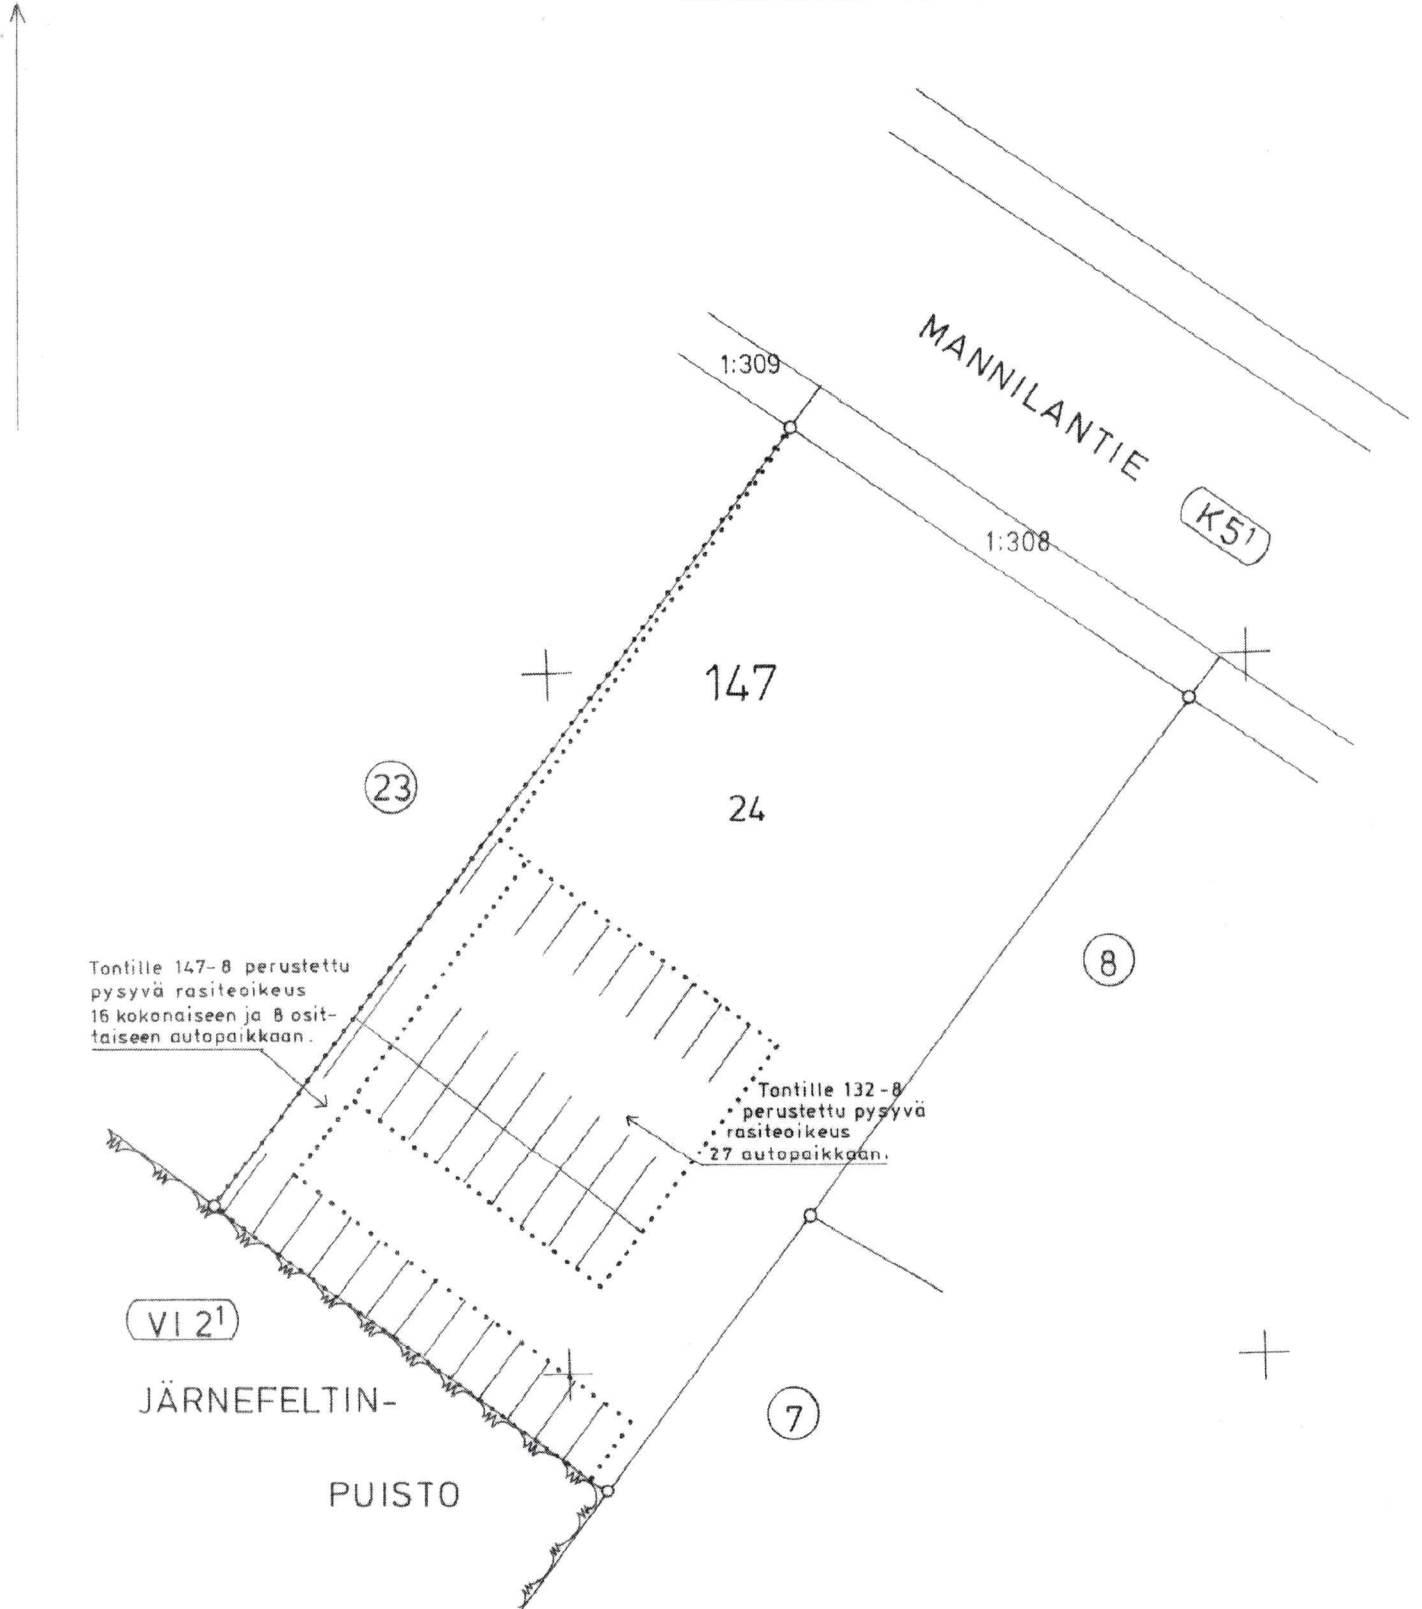 1:309
MANNILANTIE
K5¹
1:308
147
23
24
8
Tontille 147-8 perustettu
pysyvä rasiteoikeus
16 kokonaiseen ja 8 osit-
taiseen autopaikkaan.
Tontille 132-8
perustettu pysyvä
rasiteoikeus
27 autopaikkaan.
VI 2¹
JÄRNEFELTIN-
7
PUISTO